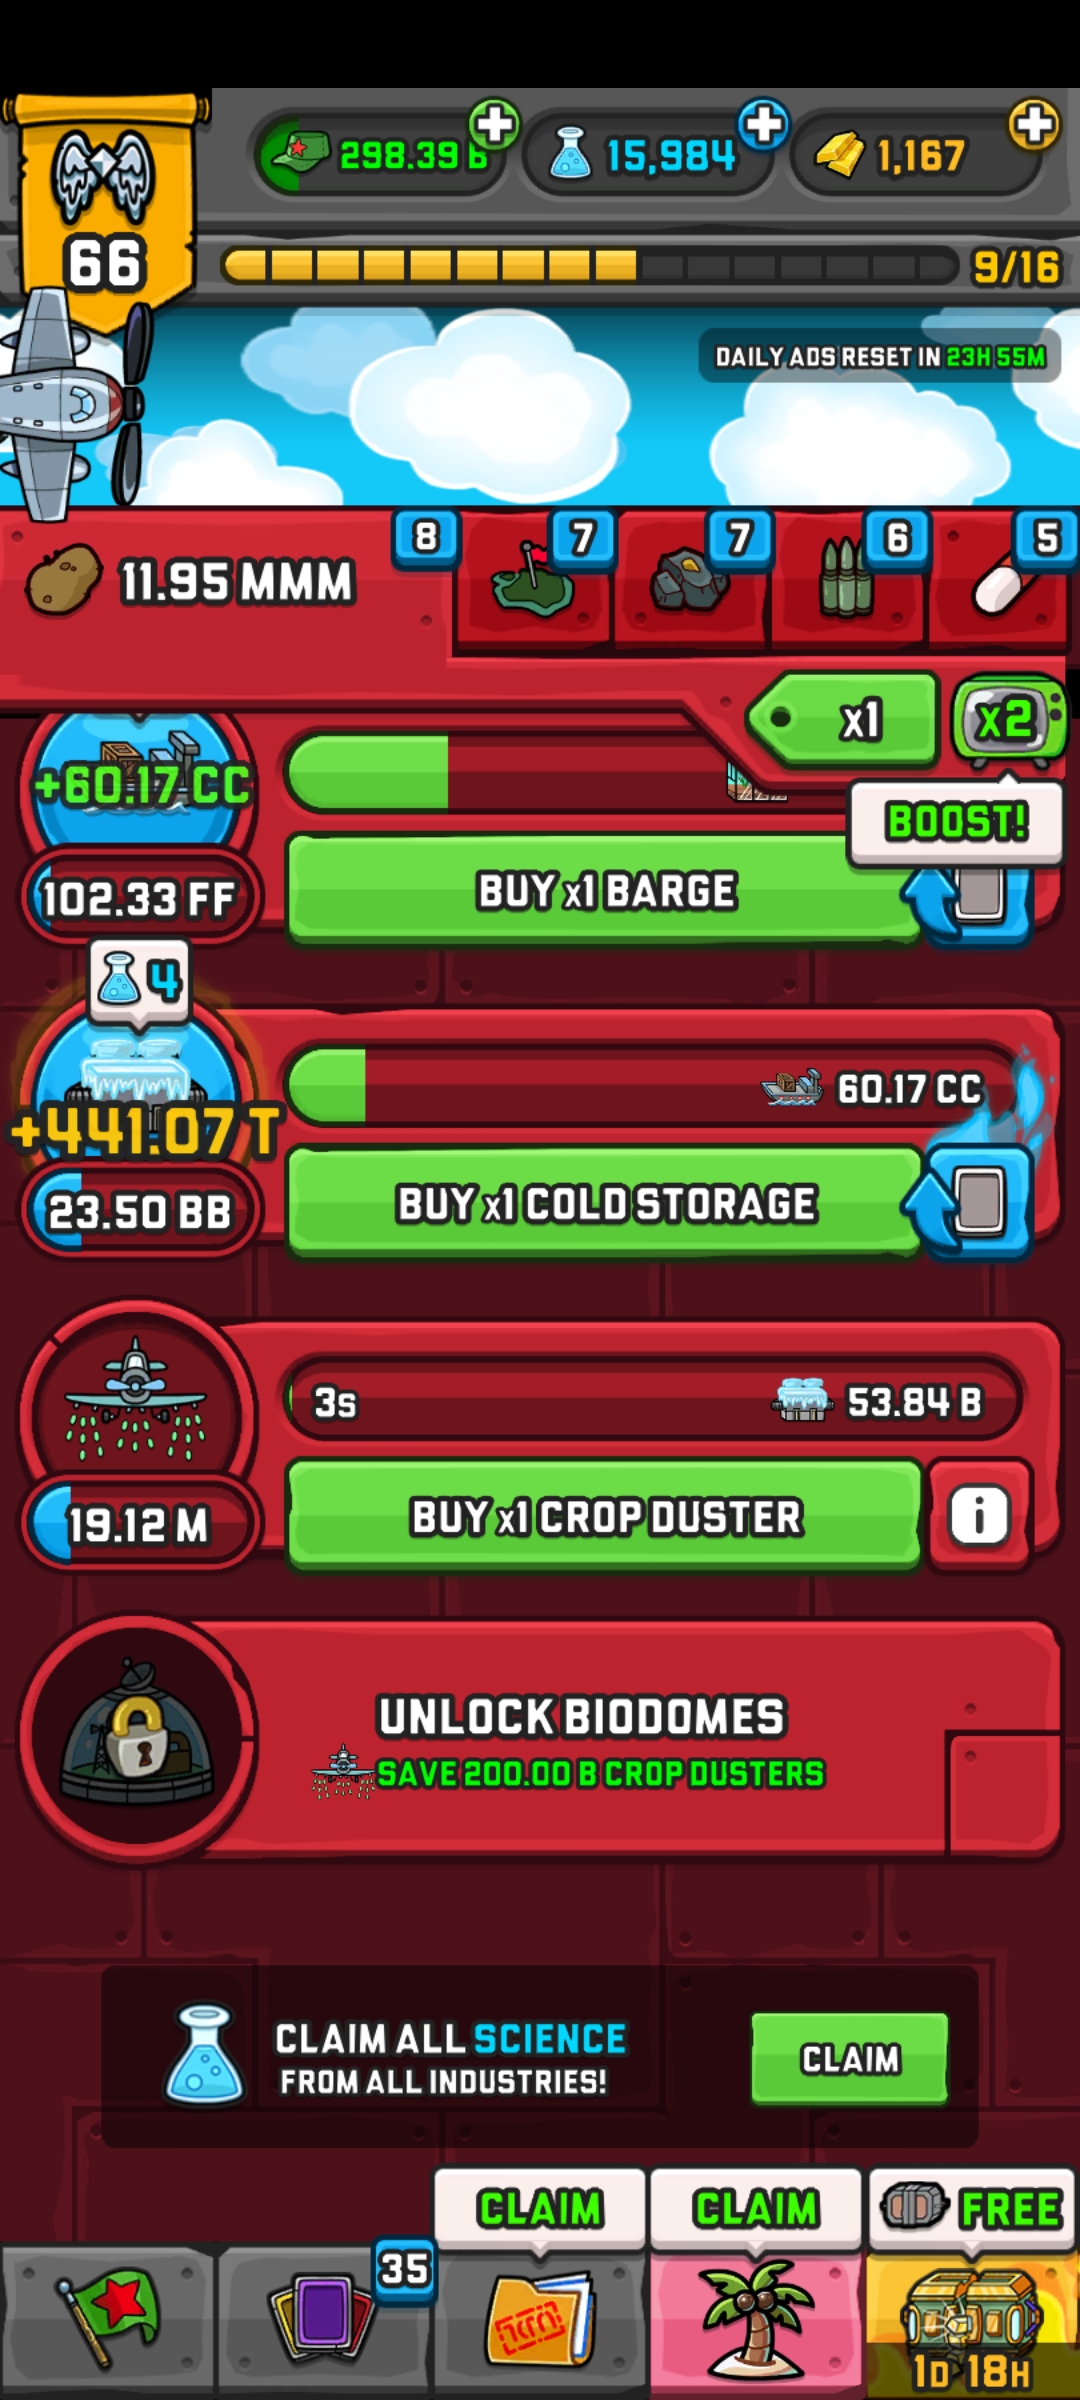 66
298.39 B
15,984
1,167
9/16
DAILY ADS RESET IN 23H 55M
11.95 MMM
8
7
7
6
5
x1
x2
BOOST!
+60.17 CC
102.33 FF
BUY x1 BARGE
4
+441.07 T
60.17 CC
23.50 BB
BUY x1 COLD STORAGE
3s
53.84 B
19.12 M
BUY x1 CROP DUSTER
i
UNLOCK BIODOMES
SAVE 200.00 B CROP DUSTERS
CLAIM ALL SCIENCE
FROM ALL INDUSTRIES!
CLAIM
CLAIM
CLAIM
FREE
35
1D 18H